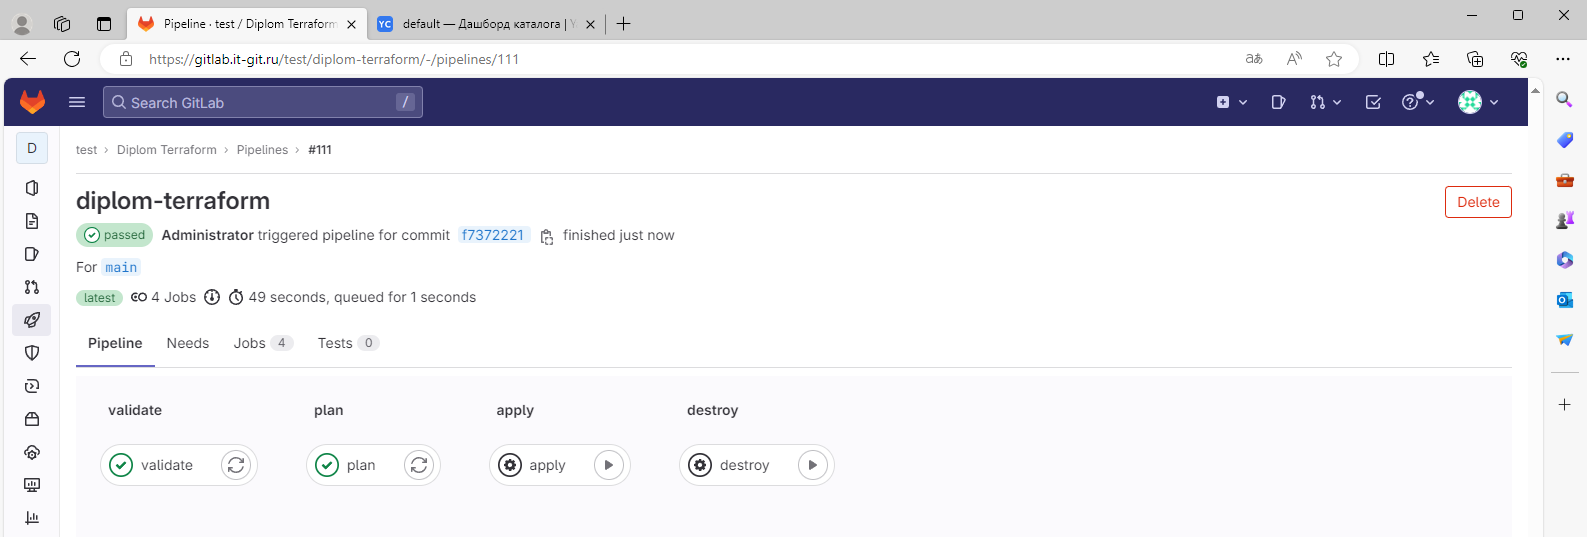 Pipeline · test / Diplom Terraform
YC default — Дашборд каталога |
https://gitlab.it-git.ru/test/diplom-terraform/-/pipelines/111
Search GitLab /
D
test › Diplom Terraform › Pipelines › #111
diplom-terraform
Delete
passed Administrator triggered pipeline for commit f7372221 finished just now
For main
latest 4 Jobs 49 seconds, queued for 1 seconds
Pipeline Needs Jobs 4 Tests 0
validate plan apply destroy
validate plan apply destroy